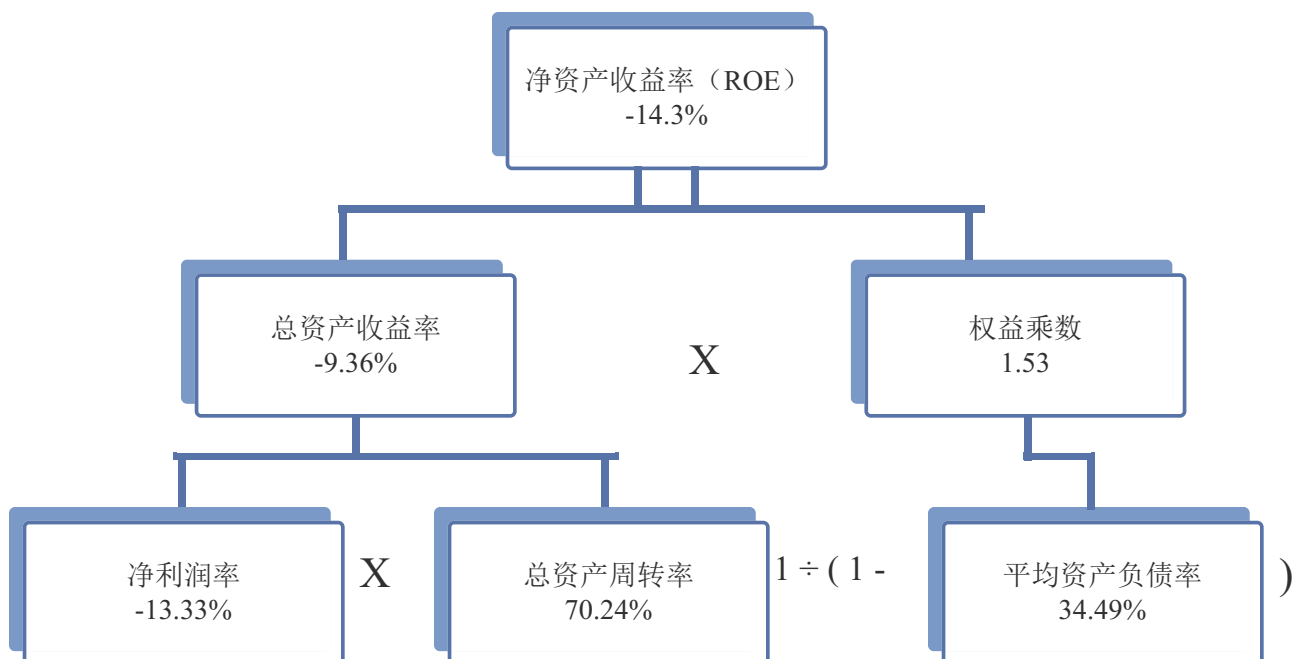 净资产收益率（ROE）
-14.3%
总资产收益率
-9.36%
X
权益乘数
1.53
净利润率
-13.33%
X
总资产周转率
70.24%
1 ÷ ( 1 -
平均资产负债率
34.49%
)